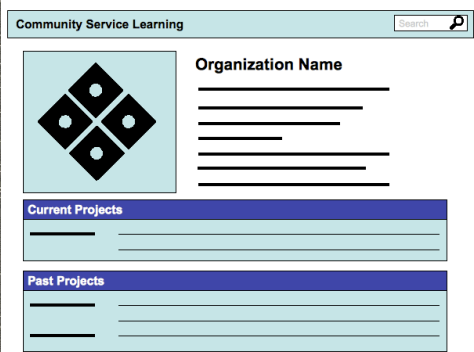 Community Service Learning
Search
Organization Name
Current Projects
Past Projects